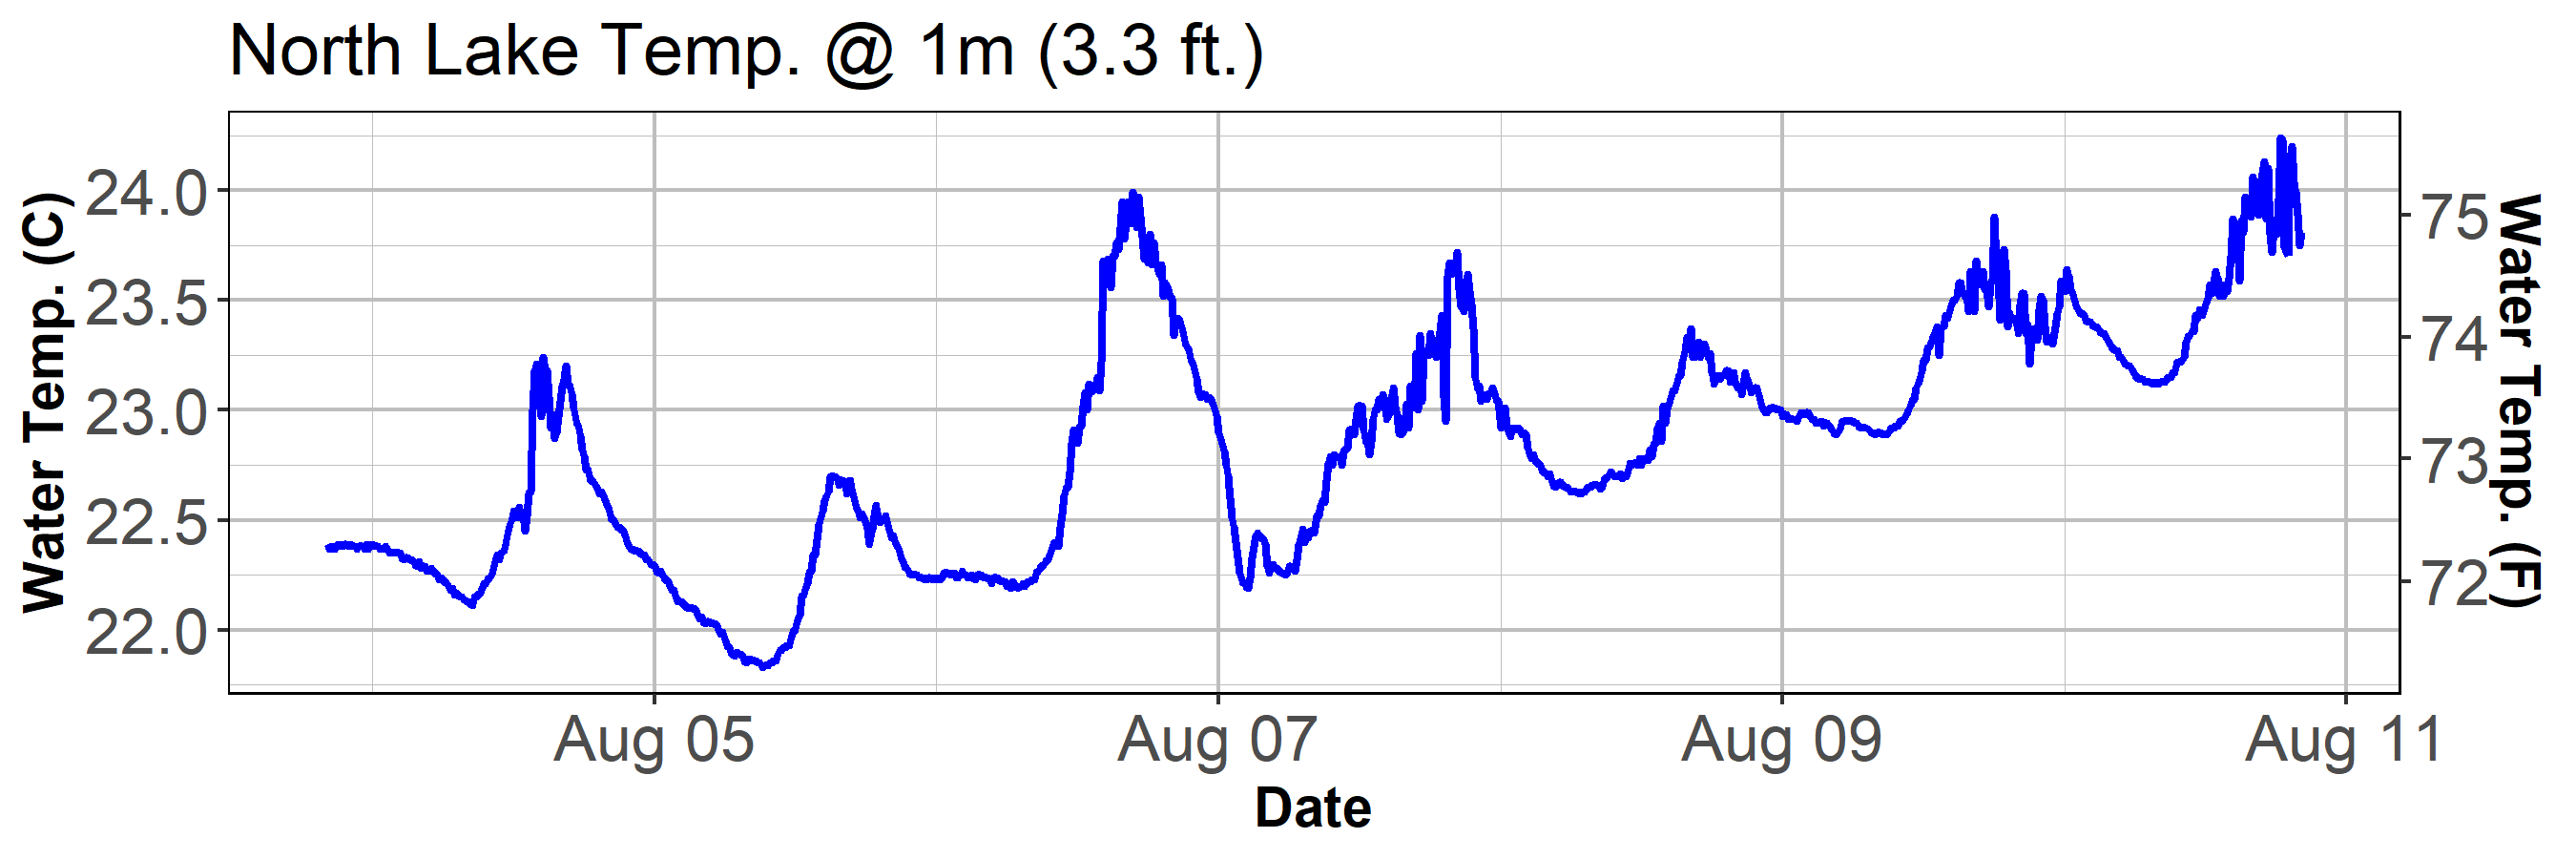 North Lake Temp. @ 1m (3.3 ft.)
Water Temp. (C)
24.0
23.5
23.0
22.5
22.0
75
74
73
72
Water Temp. (F)
Aug 05 Aug 07 Aug 09 Aug 11
Date